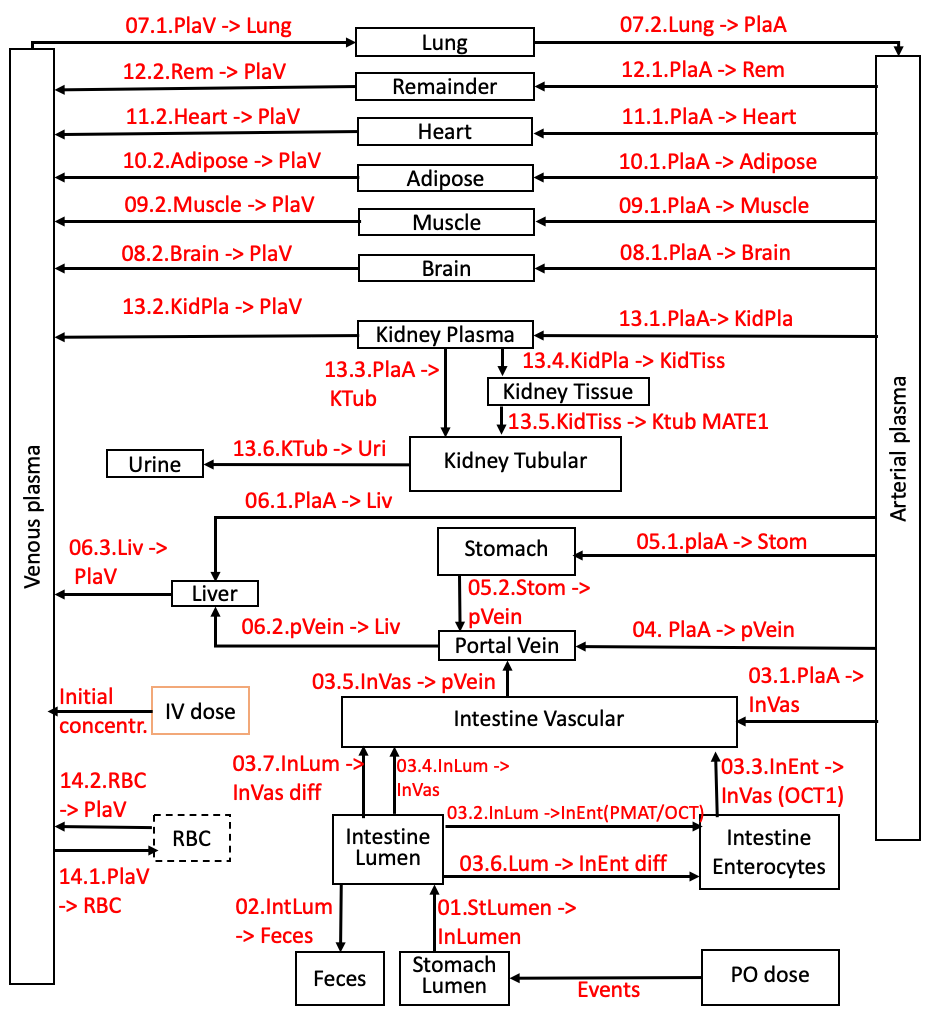 07.1.PlaV -> Lung
07.2.Lung -> PlaA
Lung
12.2.Rem -> PlaV
12.1.PlaA -> Rem
Remainder
11.2.Heart -> PlaV
11.1.PlaA -> Heart
Heart
10.2.Adipose -> PlaV
10.1.PlaA -> Adipose
Adipose
09.2.Muscle -> PlaV
09.1.PlaA -> Muscle
Muscle
08.2.Brain -> PlaV
08.1.PlaA -> Brain
Brain
13.2.KidPla -> PlaV
13.1.PlaA-> KidPla
Kidney Plasma
13.3.PlaA ->
KTub
13.4.KidPla -> KidTiss
Kidney Tissue
13.5.KidTiss -> Ktub MATE1
Urine
13.6.KTub -> Uri
Kidney Tubular
Venous plasma
Arterial plasma
06.1.PlaA -> Liv
06.3.Liv ->
PlaV
Stomach
05.1.plaA -> Stom
Liver
05.2.Stom ->
pVein
06.2.pVein -> Liv
04. PlaA -> pVein
Portal Vein
03.5.InVas -> pVein
03.1.PlaA ->
InVas
Initial
concentr.
IV dose
Intestine Vascular
03.7.InLum ->
InVas diff
03.4.InLum ->
InVas
03.3.InEnt ->
InVas (OCT1)
14.2.RBC
-> PlaV
03.2.InLum ->InEnt(PMAT/OCT)
RBC
Intestine
Lumen
Intestine
Enterocytes
03.6.Lum -> InEnt diff
14.1.PlaV
-> RBC
02.IntLum
-> Feces
01.StLumen ->
InLumen
Feces
Stomach
Lumen
Events
PO dose